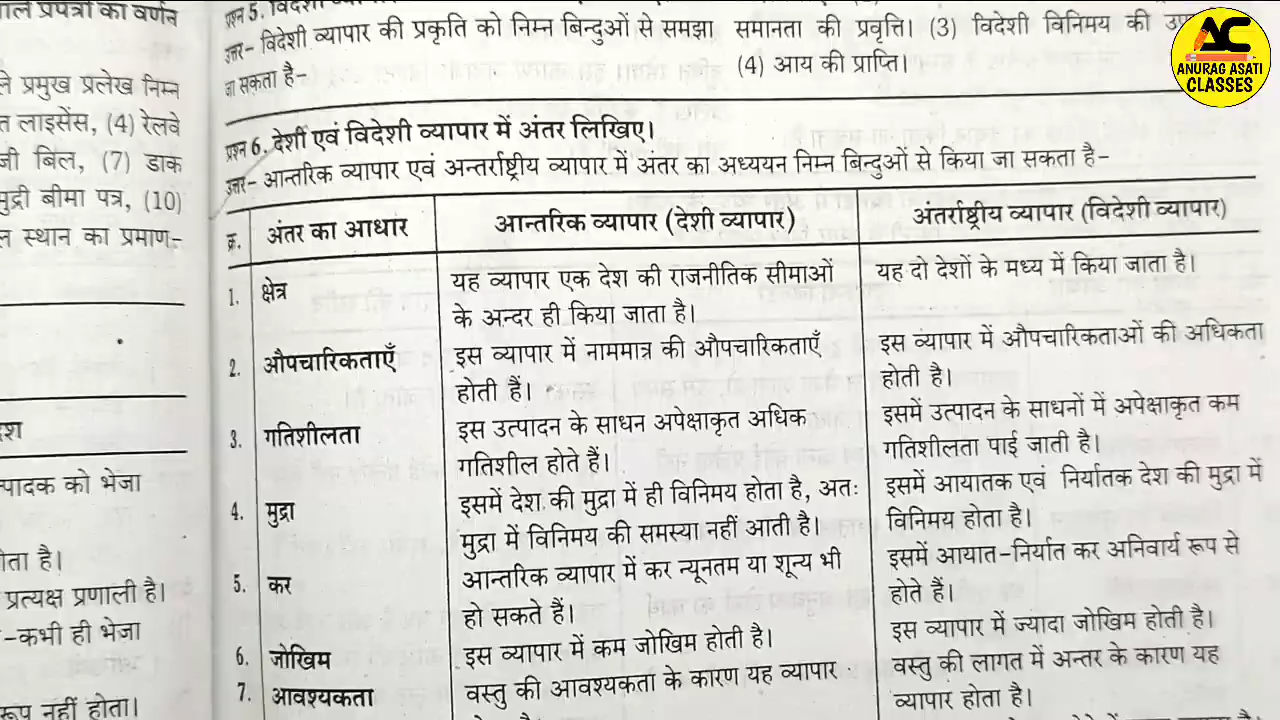 ाले प्रपत्रों का वर्णन
ले प्रमुख प्रलेख निम्न
त लाइसेंस, (4) रेलवे
जी बिल, (7) डाक
मुद्री बीमा पत्र, (10)
ल स्थान का प्रमाण-
पादक को भेजा
ोता है।
प्रत्यक्ष प्रणाली है।
-कभी ही भेजा
रूप नहीं होता।
प्रश्न 5. विदेशी
उत्तर- विदेशी व्यापार की प्रकृति को निम्न बिन्दुओं से समझा
जा सकता है-
समानता की प्रवृत्ति। (3) विदेशी विनिमय की
(4) आय की प्राप्ति।
प्रश्न 6. देशी एवं विदेशी व्यापार में अंतर लिखिए।
उत्तर- आन्तरिक व्यापार एवं अन्तर्राष्ट्रीय व्यापार में अंतर का अध्ययन निम्न बिन्दुओं से किया जा सकता है-
क्र. अंतर का आधार आन्तरिक व्यापार (देशी व्यापार) अंतर्राष्ट्रीय व्यापार (विदेशी व्यापार)
1. क्षेत्र यह व्यापार एक देश की राजनीतिक सीमाओं यह दो देशों के मध्य में किया जाता है।
के अन्दर ही किया जाता है।
2. औपचारिकताएँ इस व्यापार में नाममात्र की औपचारिकताएँ इस व्यापार में औपचारिकताओं की अधिकता
होती हैं। होती है।
3. गतिशीलता इस उत्पादन के साधन अपेक्षाकृत अधिक इसमें उत्पादन के साधनों में अपेक्षाकृत कम
गतिशील होते हैं। गतिशीलता पाई जाती है।
4. मुद्रा इसमें देश की मुद्रा में ही विनिमय होता है, अतः इसमें आयातक एवं निर्यातक देश की मुद्रा में
मुद्रा में विनिमय की समस्या नहीं आती है। विनिमय होता है।
5. कर आन्तरिक व्यापार में कर न्यूनतम या शून्य भी इसमें आयात-निर्यात कर अनिवार्य रूप से
हो सकते हैं। होते हैं।
6. जोखिम इस व्यापार में कम जोखिम होती है। इस व्यापार में ज्यादा जोखिम होती है।
7. आवश्यकता वस्तु की आवश्यकता के कारण यह व्यापार वस्तु की लागत में अन्तर के कारण यह
व्यापार होता है।
AC
ANURAG ASATI
CLASSES